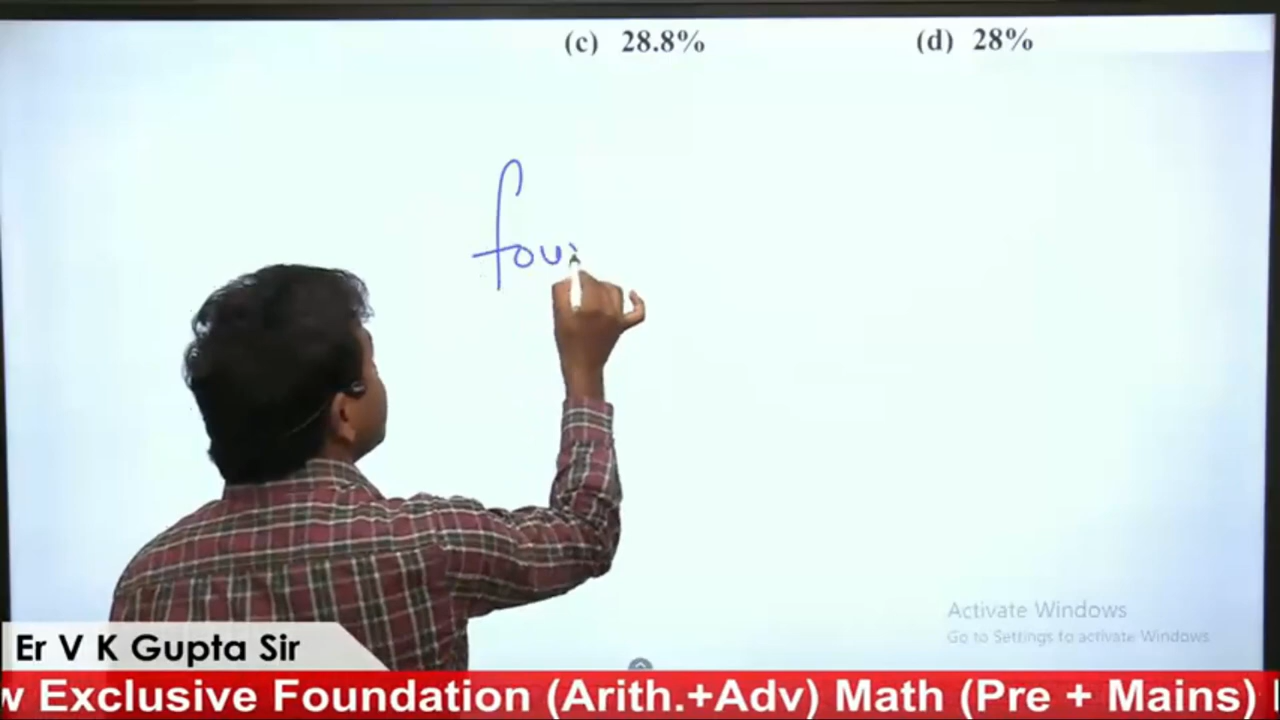 (c) 28.8% (d) 28%
fou
Activate Windows
Go to Settings to activate Windows
Er V K Gupta Sir
w Exclusive Foundation (Arith.+Adv) Math (Pre + Mains)